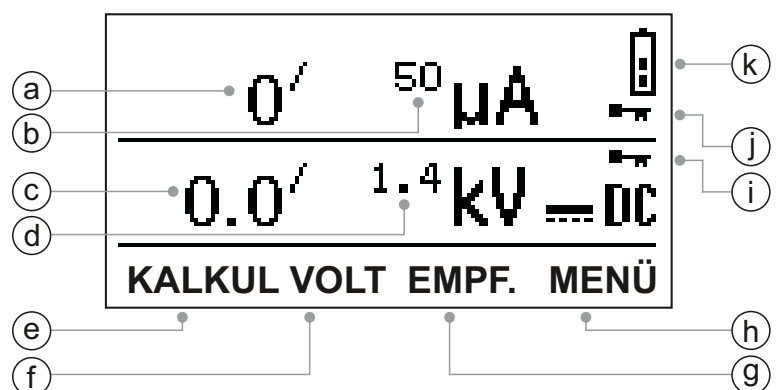 0′ 50 µA
0.0′ 1.4 kV DC
KALKUL VOLT EMPF. MENÜ
a
b
c
d
e
f
k
j
i
h
g